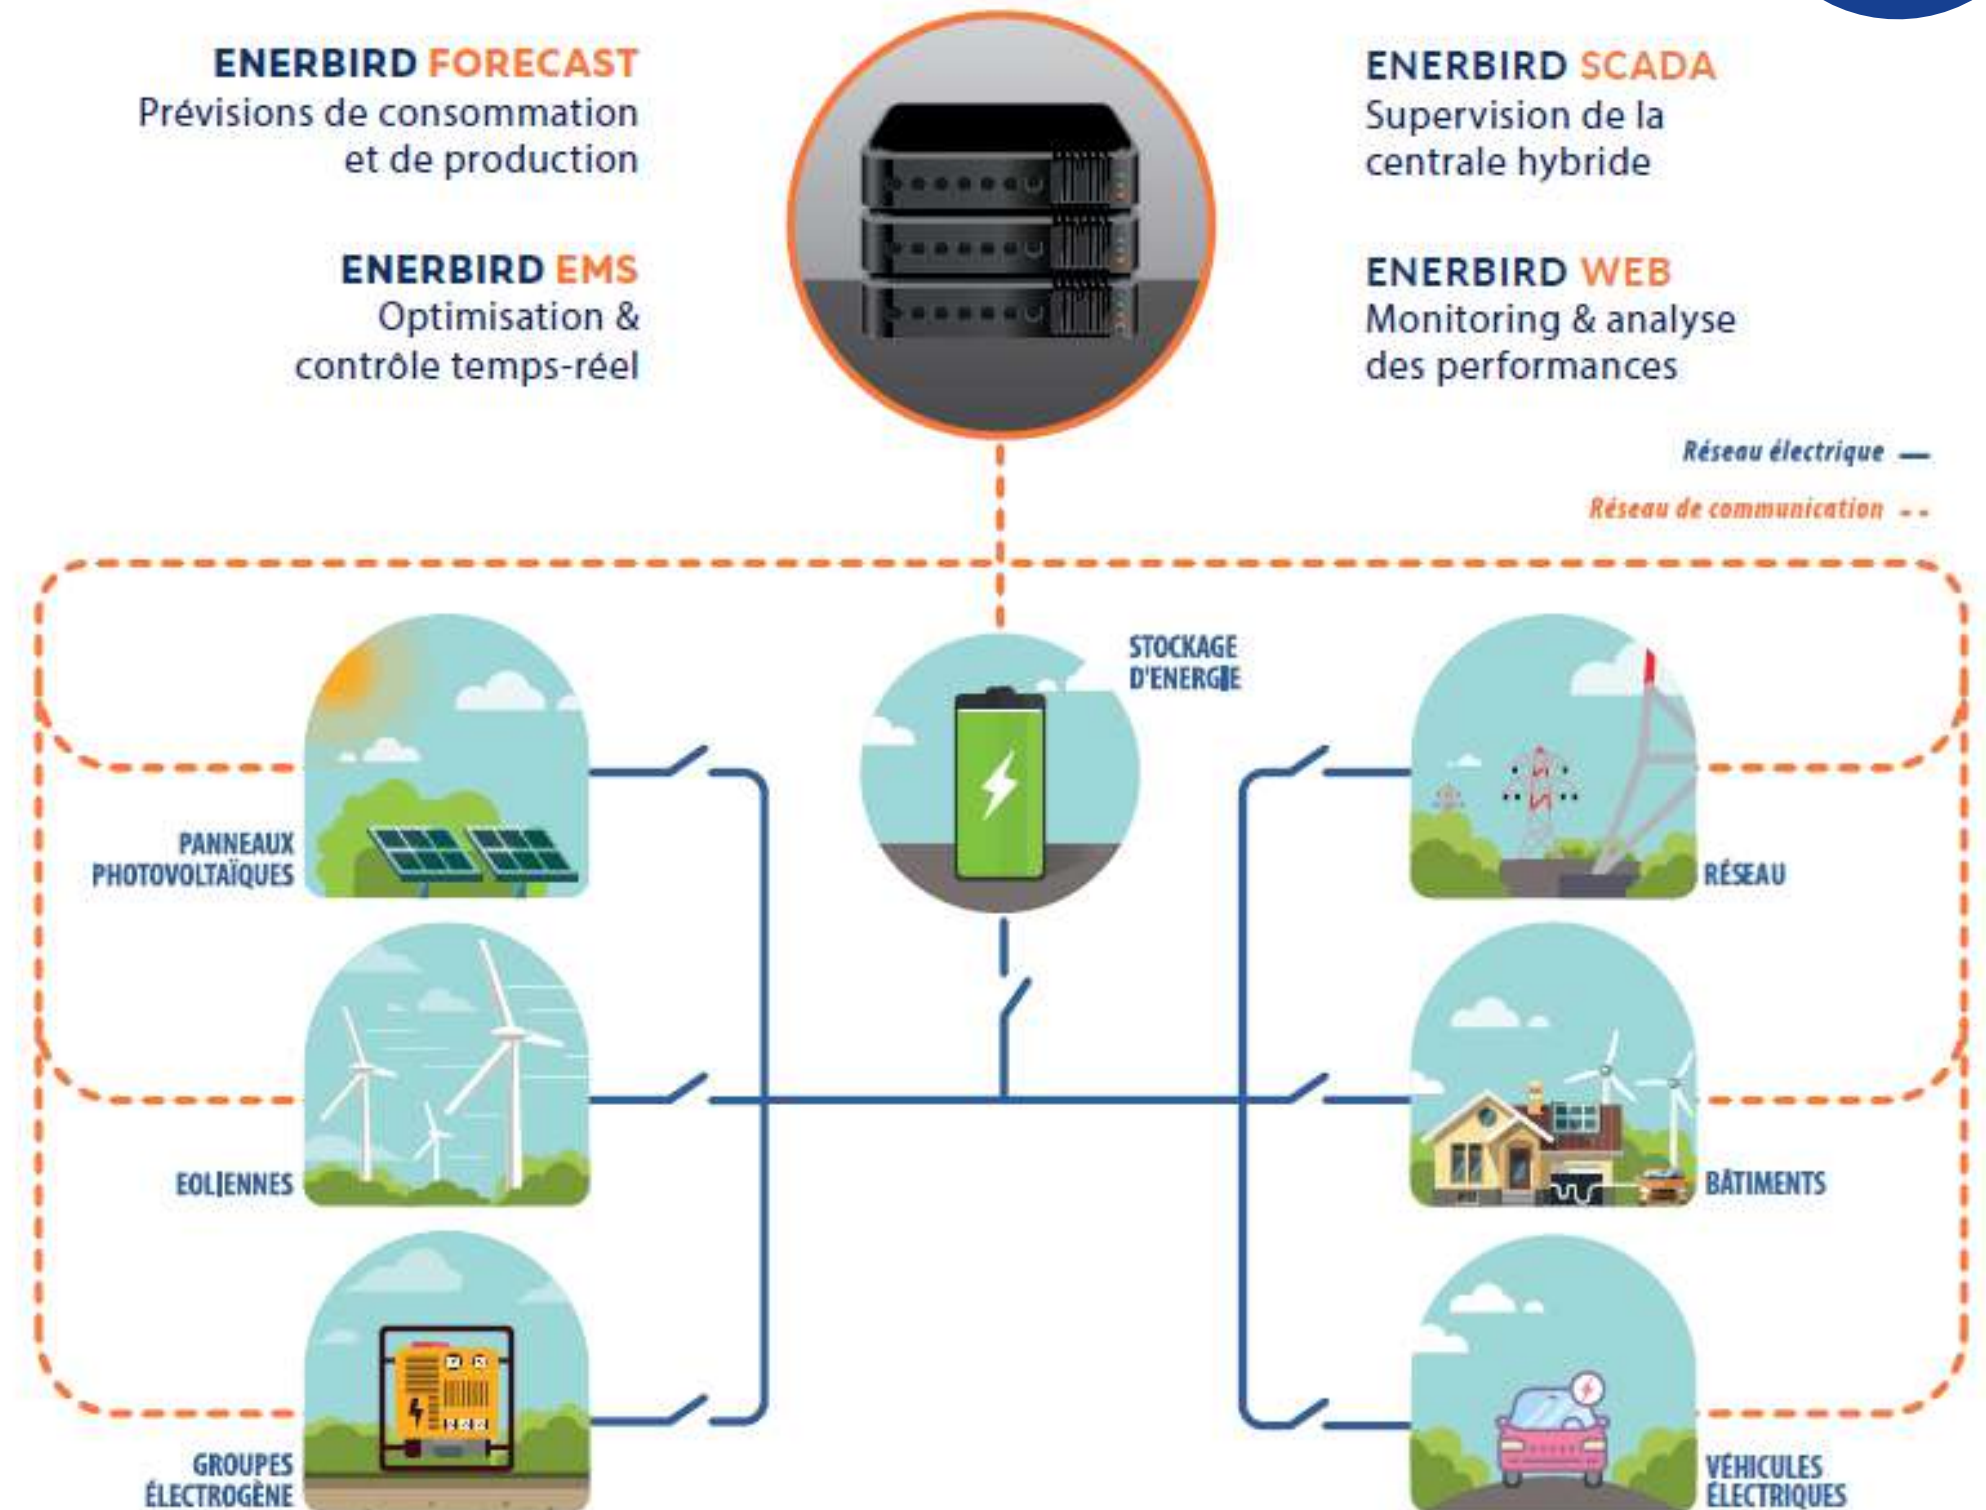 ENERBIRD FORECAST
Prévisions de consommation
et de production
ENERBIRD EMS
Optimisation &
contrôle temps-réel
ENERBIRD SCADA
Supervision de la
centrale hybride
ENERBIRD WEB
Monitoring & analyse
des performances
Réseau électrique
Réseau de communication
STOCKAGE
D'ENERGIE
PANNEAUX
PHOTOVOLTAÏQUES
RÉSEAU
EOLIENNES
BÂTIMENTS
GROUPES
ÉLECTROGÈNE
VÉHICULES
ÉLECTRIQUES